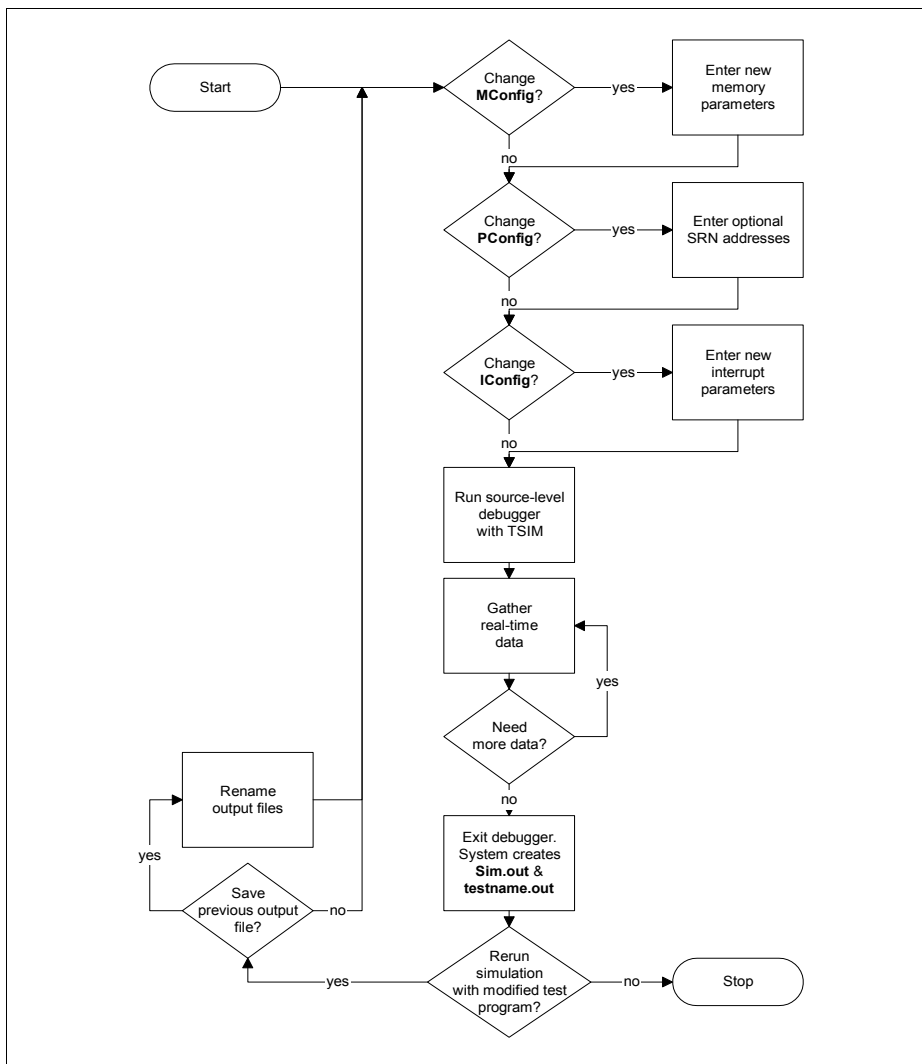 Start
Change
MConfig?
yes
Enter new
memory
parameters
no
Change
PConfig?
yes
Enter optional
SRN addresses
no
Change
IConfig?
yes
Enter new
interrupt
parameters
no
Run source-level
debugger
with TSIM
Gather
real-time
data
yes
Need
more data?
no
Rename
output files
Exit debugger.
System creates
Sim.out &
testname.out
yes
Save
previous output
file?
no
Rerun
simulation
with modified test
program?
yes
no
Stop